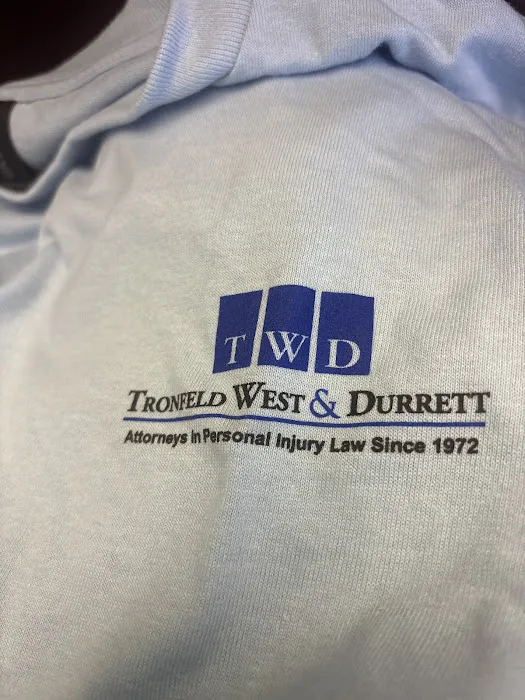 TWD
TRONFELD WEST & DURRETT
Attorneys In Personal Injury Law Since 1972